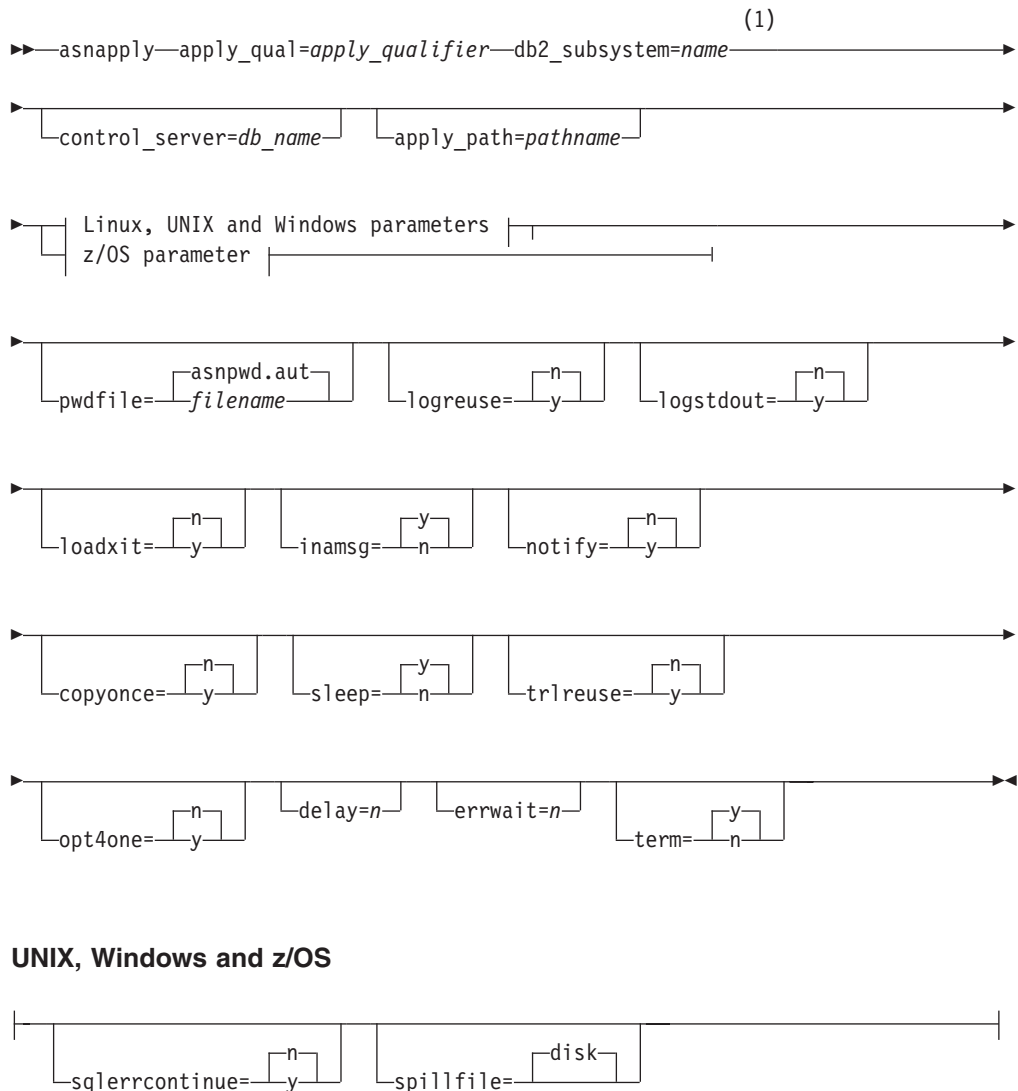 (1)
asnapply apply_qual=apply_qualifier db2_subsystem=name
control_server=db_name apply_path=pathname
Linux, UNIX and Windows parameters
z/OS parameter
asnpwd.aut n n
pwdfile= filename logreuse= y logstdout= y
n y n
loadxit= y inamsg= n notify= y
n y n
copyonce= y sleep= n trlreuse= y
delay=n errwait=n
n y
opt4one= y term= n
UNIX, Windows and z/OS
n disk
sqlerrcontinue= y spillfile=